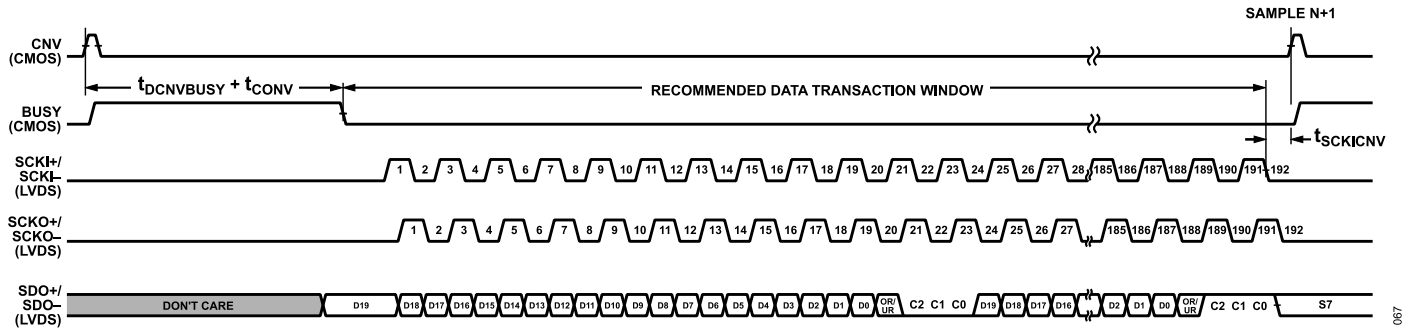 SAMPLE N+1
CNV
(CMOS)
tDCNVBUSY + tCONV
RECOMMENDED DATA TRANSACTION WINDOW
BUSY
(CMOS)
tSCKICNV
SCKI+/
SCKI–
(LVDS)
1 2 3 4 5 6 7 8 9 10 11 12 13 14 15 16 17 18 19 20 21 22 23 24 25 26 27 28 185 186 187 188 189 190 191 192
SCKO+/
SCKO–
(LVDS)
1 2 3 4 5 6 7 8 9 10 11 12 13 14 15 16 17 18 19 20 21 22 23 24 25 26 27 185 186 187 188 189 190 191 192
SDO+/
SDO–
(LVDS)
DON'T CARE D19 D18 D17 D16 D15 D14 D13 D12 D11 D10 D9 D8 D7 D6 D5 D4 D3 D2 D1 D0 OR/UR C2 C1 C0 D19 D18 D17 D16 D2 D1 D0 OR/UR C2 C1 C0 S7
067